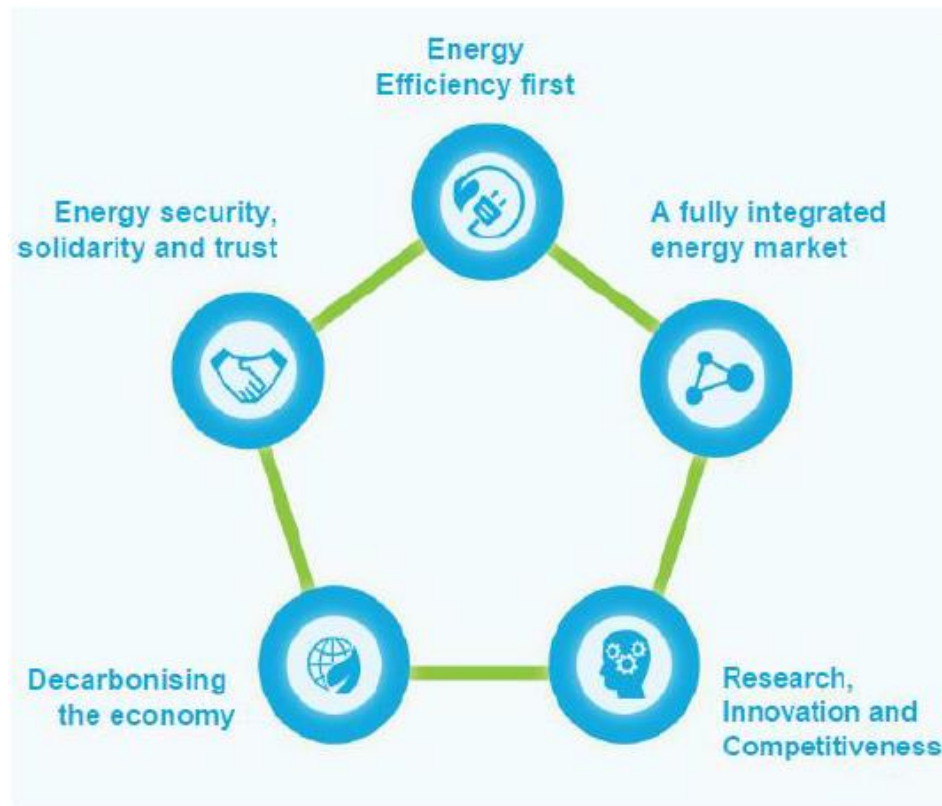 Energy
Efficiency first
Energy security,
solidarity and trust
A fully integrated
energy market
Decarbonising
the economy
Research,
Innovation and
Competitiveness